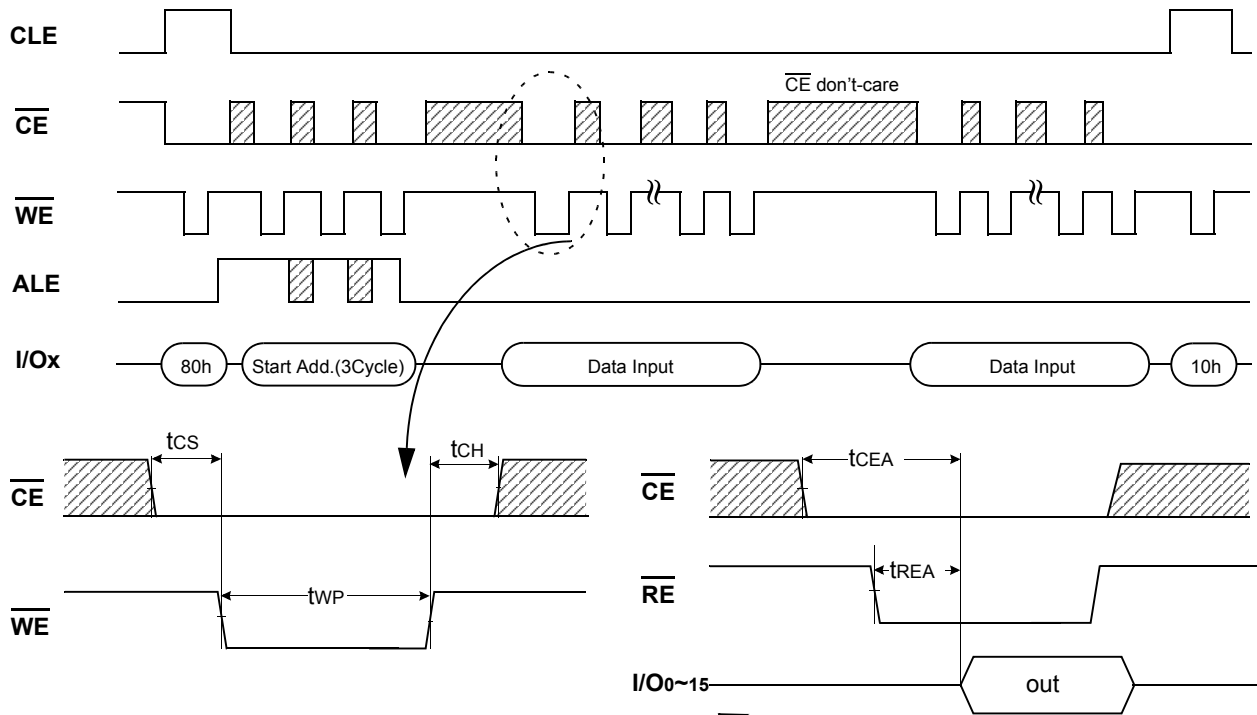 CLE
CE don't-care
CE
WE
ALE
I/Ox
80h
Start Add.(3Cycle)
Data Input
Data Input
10h
tCS
tCH
CE
tWP
WE
tCEA
CE
tREA
RE
I/O0~15
out